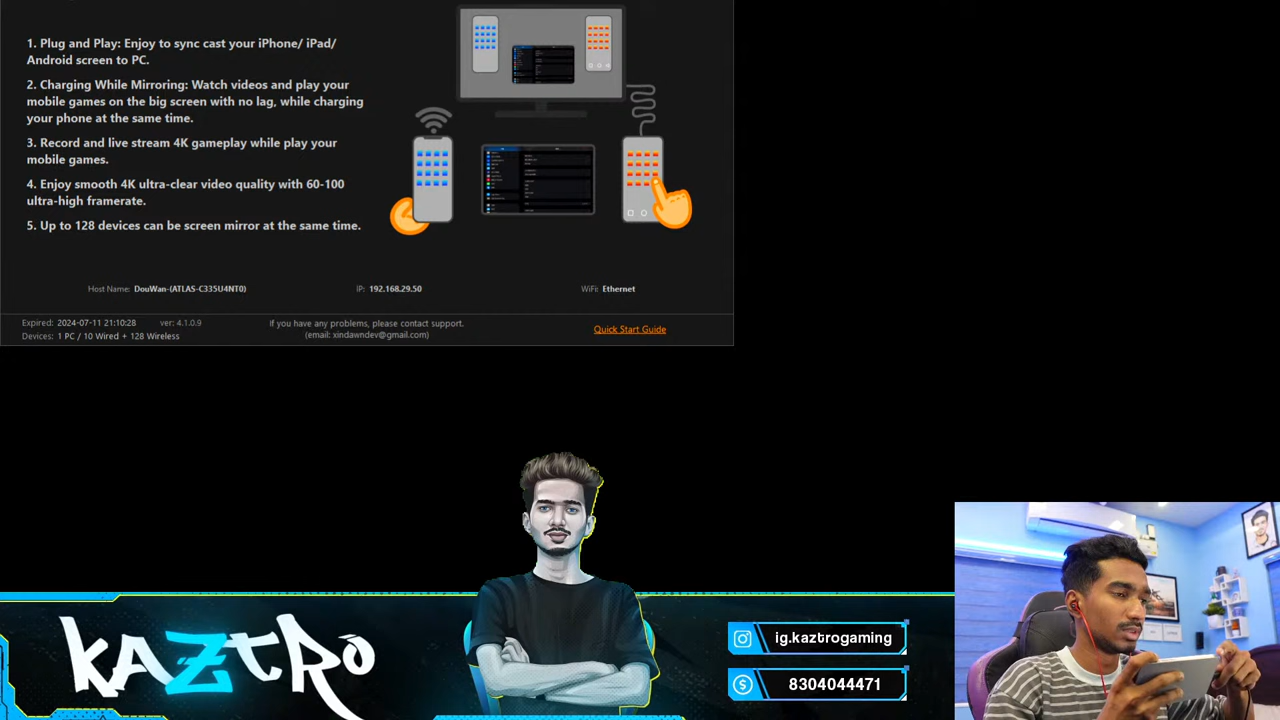 1. Plug and Play: Enjoy to sync cast your iPhone/ iPad/
Android screen to PC.
2. Charging While Mirroring: Watch videos and play your
mobile games on the big screen with no lag, while charging
your phone at the same time.
3. Record and live stream 4K gameplay while play your
mobile games.
4. Enjoy smooth 4K ultra-clear video quality with 60-100
ultra-high framerate.
5. Up to 128 devices can be screen mirror at the same time.
Host Name: DouWan-(ATLAS-C335U4NT0)
IP: 192.168.29.50
WiFi: Ethernet
Expired: 2024-07-11 21:10:28 ver: 4.1.0.9
Devices: 1 PC / 10 Wired + 128 Wireless
If you have any problems, please contact support.
(email: xindawndev@gmail.com)
Quick Start Guide
KAZTRO
ig.kaztrogaming
8304044471